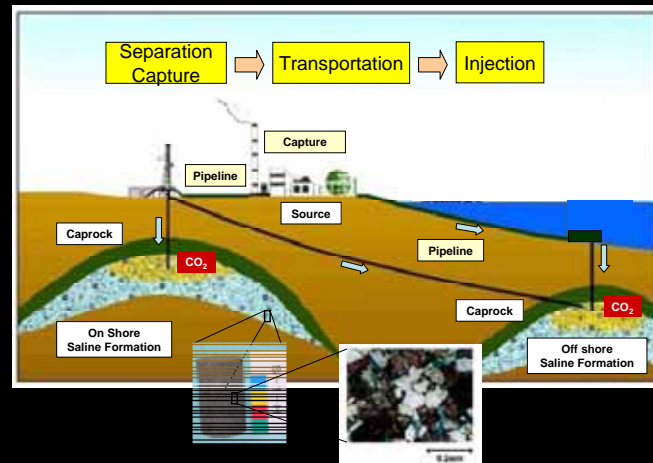 Separation
Capture
Transportation
Injection
Capture
Pipeline
Source
Caprock
Pipeline
CO₂
Caprock
CO₂
On Shore
Saline Formation
Off shore
Saline Formation